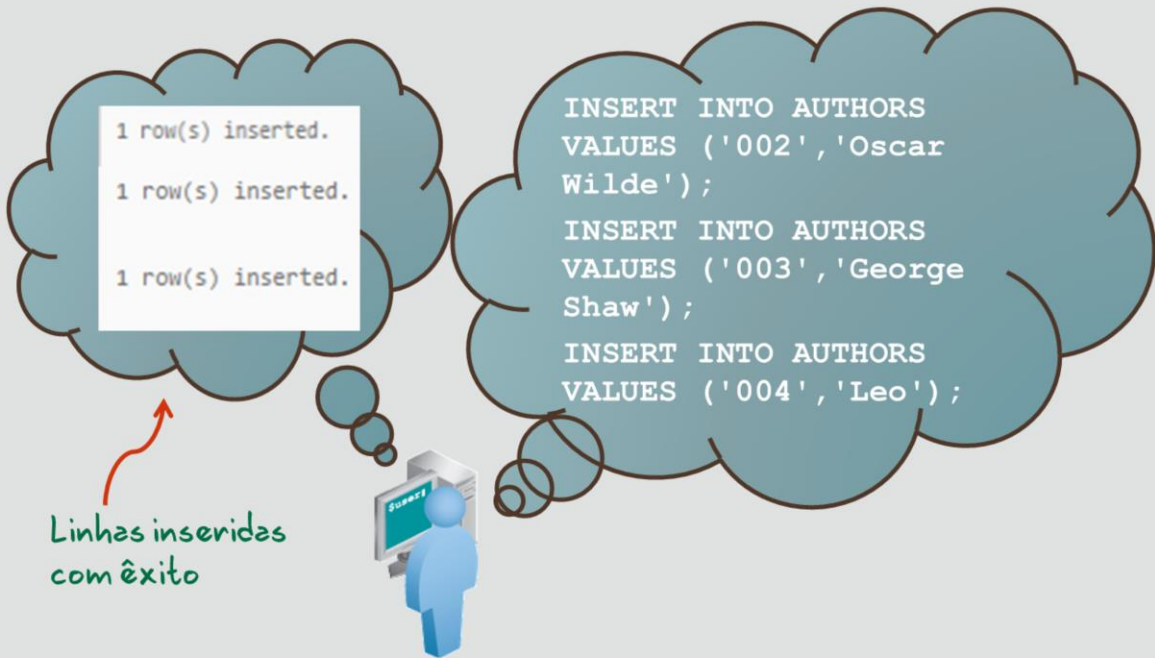 1 row(s) inserted.
1 row(s) inserted.
1 row(s) inserted.
INSERT INTO AUTHORS
VALUES ('002','Oscar
Wilde');
INSERT INTO AUTHORS
VALUES ('003','George
Shaw');
INSERT INTO AUTHORS
VALUES ('004','Leo');
Linhas inseridas
com êxito